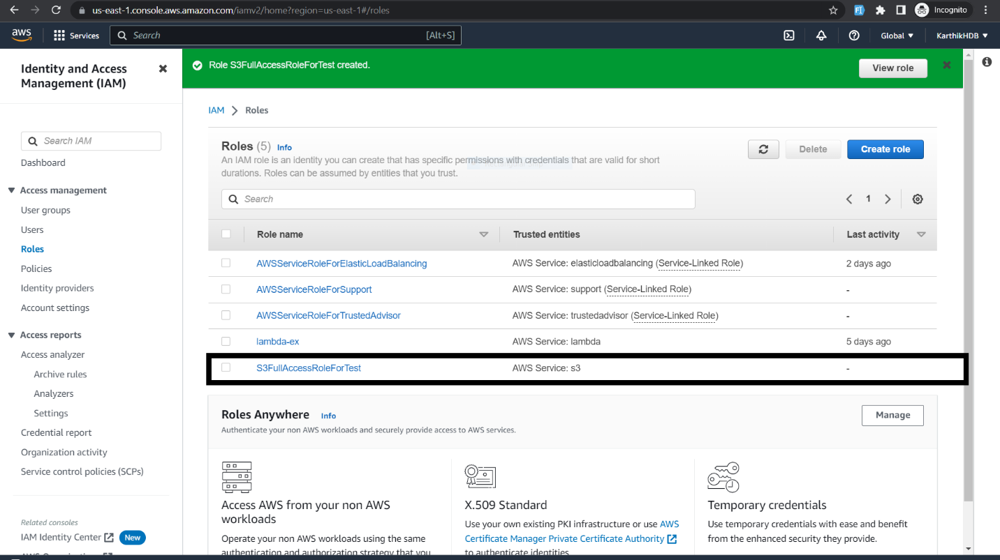 us-east-1.console.aws.amazon.com/iamv2/home?region=us-east-1#/roles
Incognito
aws
Services
Search
[Alt+S]
Global
KarthikHDB
Identity and Access
Management (IAM)
Search IAM
Dashboard
Access management
User groups
Users
Roles
Policies
Identity providers
Account settings
Access reports
Access analyzer
Archive rules
Analyzers
Settings
Credential report
Organization activity
Service control policies (SCPs)
Related consoles
IAM Identity Center
New
Role S3FullAccessRoleForTest created.
View role
IAM
Roles
Roles (5) Info
An IAM role is an identity you can create that has specific permissions with credentials that are valid for short
durations. Roles can be assumed by entities that you trust.
Delete
Create role
Search
1
Role name
Trusted entities
Last activity
AWSServiceRoleForElasticLoadBalancing
AWS Service: elasticloadbalancing (Service-Linked Role)
2 days ago
AWSServiceRoleForSupport
AWS Service: support (Service-Linked Role)
-
AWSServiceRoleForTrustedAdvisor
AWS Service: trustedadvisor (Service-Linked Role)
-
lambda-ex
AWS Service: lambda
5 days ago
S3FullAccessRoleForTest
AWS Service: s3
-
Roles Anywhere Info
Authenticate your non AWS workloads and securely provide access to AWS services.
Manage
Access AWS from your non AWS
workloads
Operate your non AWS workloads using the same
authentication and authorization strategy that you
X.509 Standard
Use your own existing PKI infrastructure or use AWS
Certificate Manager Private Certificate Authority
to authenticate identities.
Temporary credentials
Use temporary credentials with ease and benefit
from the enhanced security they provide.